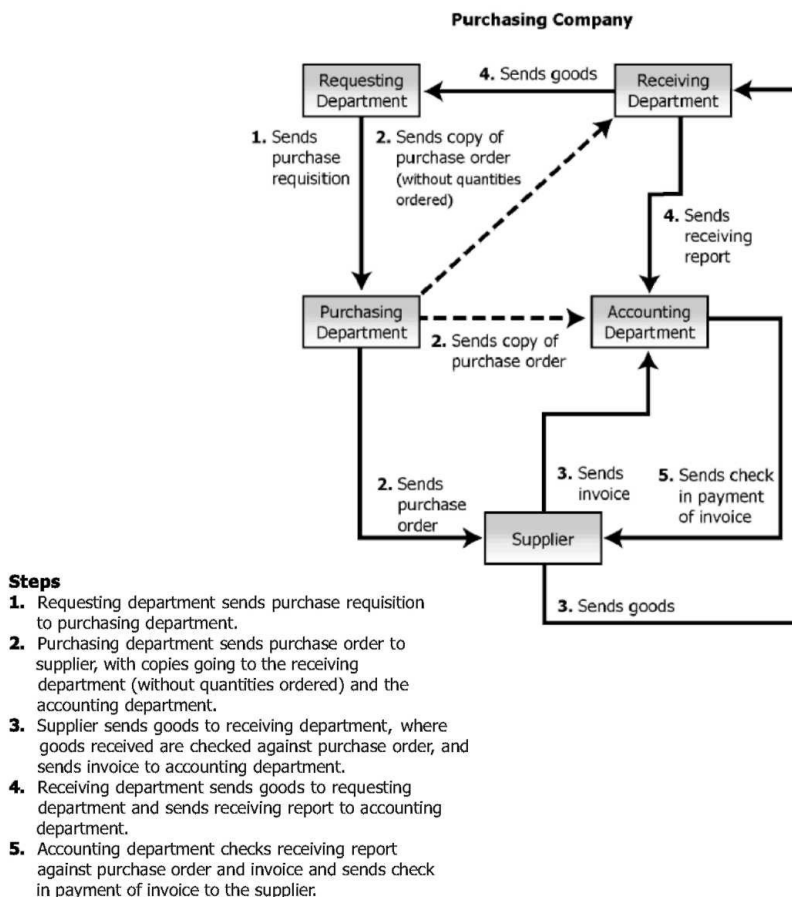 Purchasing Company
Requesting
Department
4. Sends goods
Receiving
Department
1. Sends
purchase
requisition
2. Sends copy of
purchase order
(without quantities
ordered)
4. Sends
receiving
report
Purchasing
Department
2. Sends copy of
purchase order
Accounting
Department
2. Sends
purchase
order
3. Sends
invoice
5. Sends check
in payment
of invoice
Supplier
3. Sends goods
Steps
1. Requesting department sends purchase requisition
to purchasing department.
2. Purchasing department sends purchase order to
supplier, with copies going to the receiving
department (without quantities ordered) and the
accounting department.
3. Supplier sends goods to receiving department, where
goods received are checked against purchase order, and
sends invoice to accounting department.
4. Receiving department sends goods to requesting
department and sends receiving report to accounting
department.
5. Accounting department checks receiving report
against purchase order and invoice and sends check
in payment of invoice to the supplier.